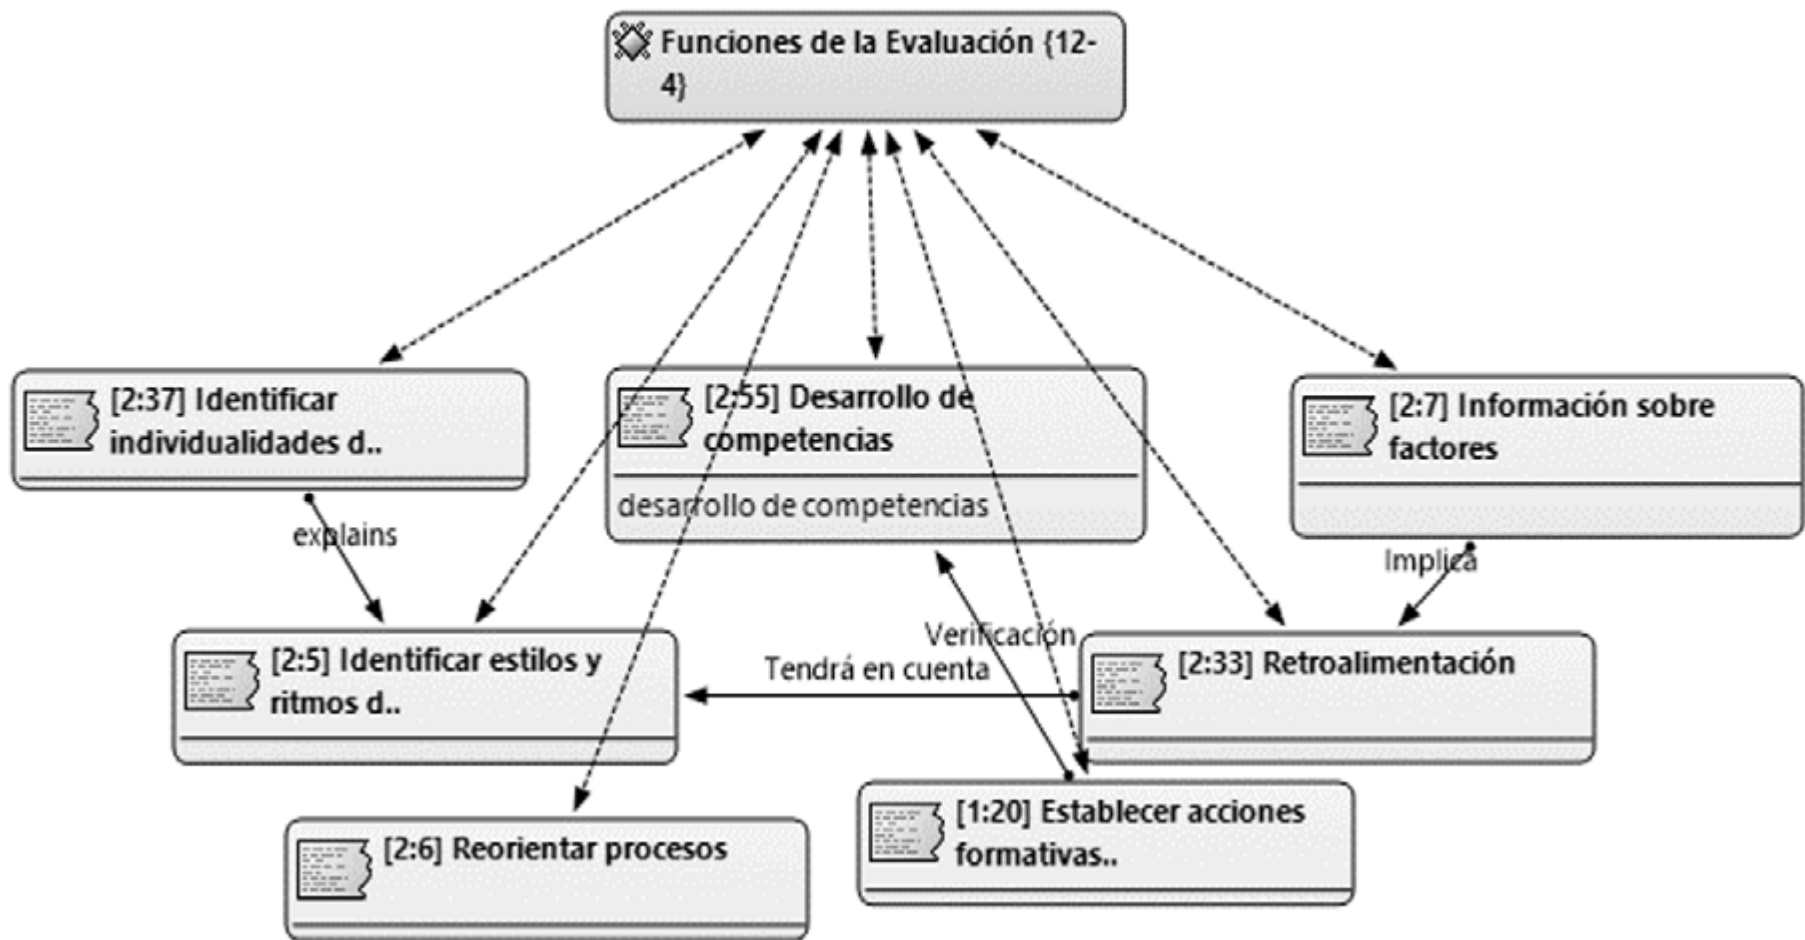 Funciones de la Evaluación {12-
4}
[2:37] Identificar
individualidades d..
[2:55] Desarrollo de
competencias
desarrollo de competencias
[2:7] Información sobre
factores
explains
Implica
Verificación
Tendrá en cuenta
[2:5] Identificar estilos y
ritmos d..
[2:33] Retroalimentación
[2:6] Reorientar procesos
[1:20] Establecer acciones
formativas..